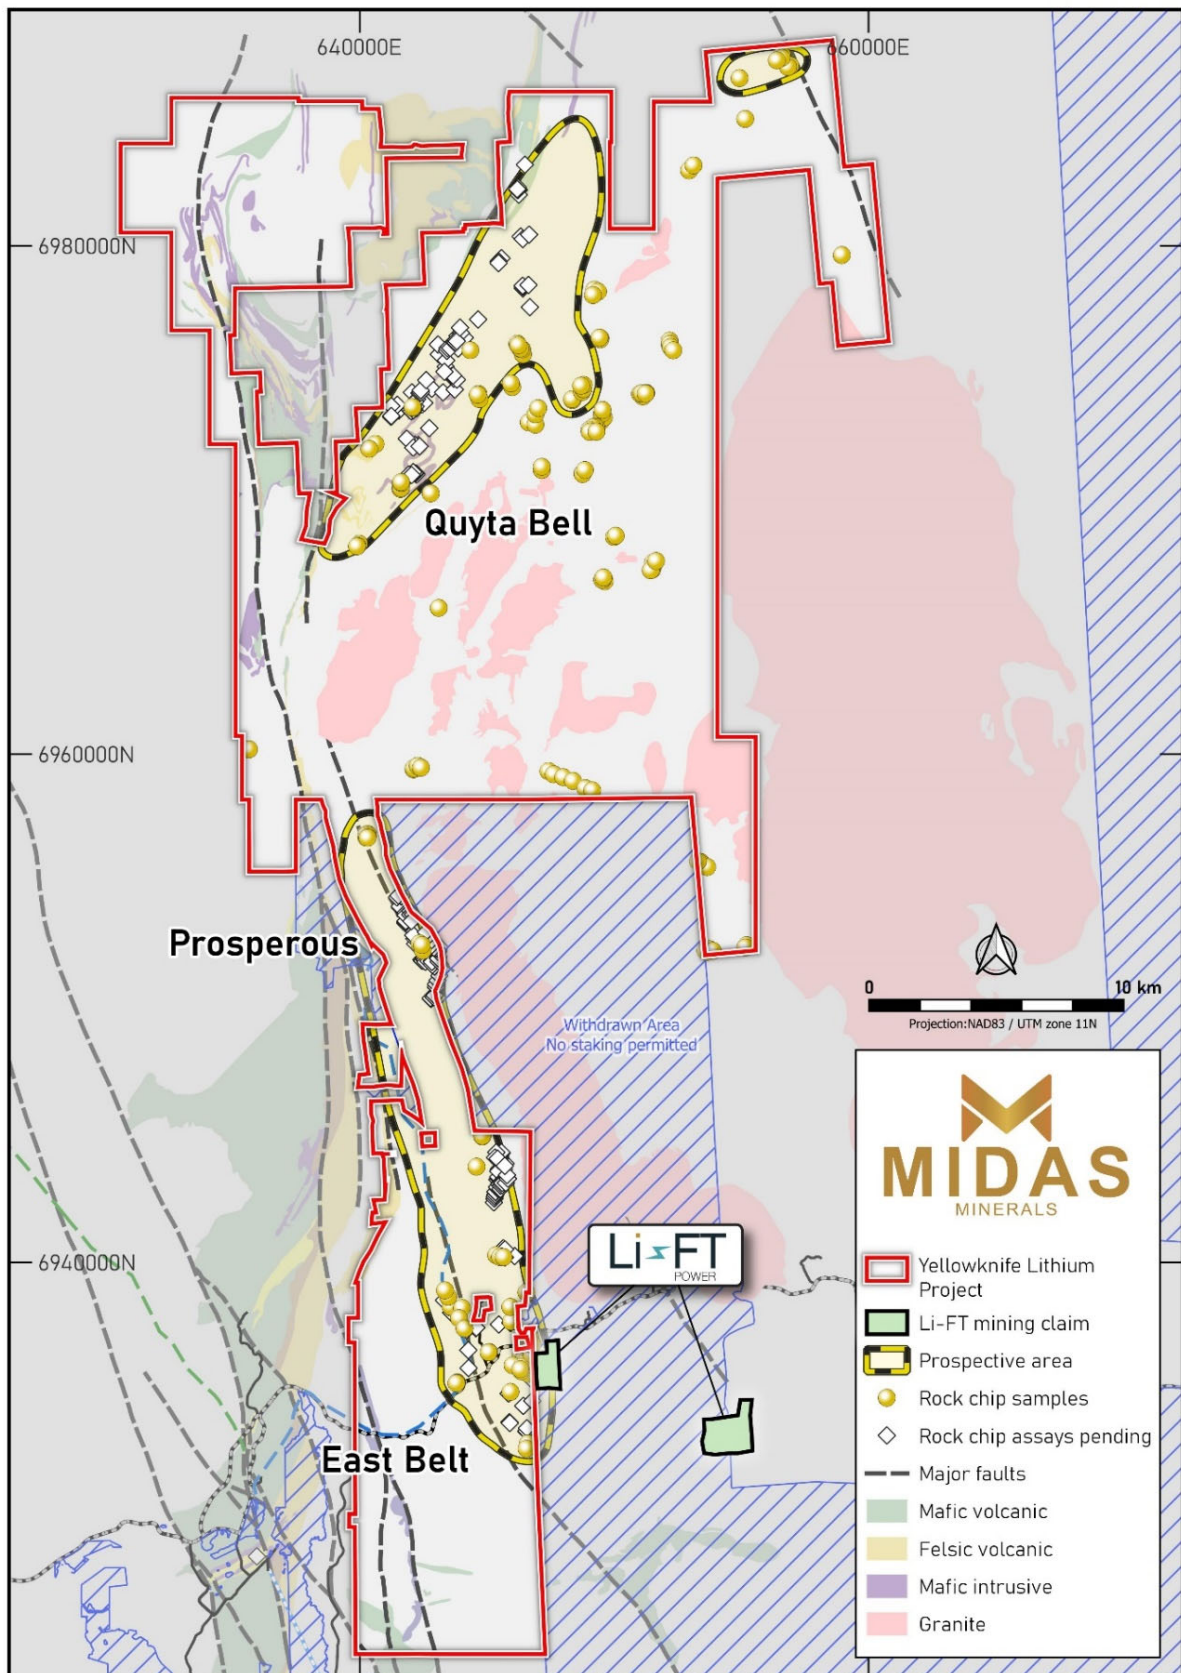 640000E
660000E
6980000N
Quyta Bell
6960000N
Prosperous
0
10 km
Projection:NAD83 / UTM zone 11N
Withdrawn Area
No staking permitted
MIDAS
MINERALS
6940000N
Li-FT
POWER
East Belt
Yellowknife Lithium
Project
Li-FT mining claim
Prospective area
Rock chip samples
Rock chip assays pending
Major faults
Mafic volcanic
Felsic volcanic
Mafic intrusive
Granite